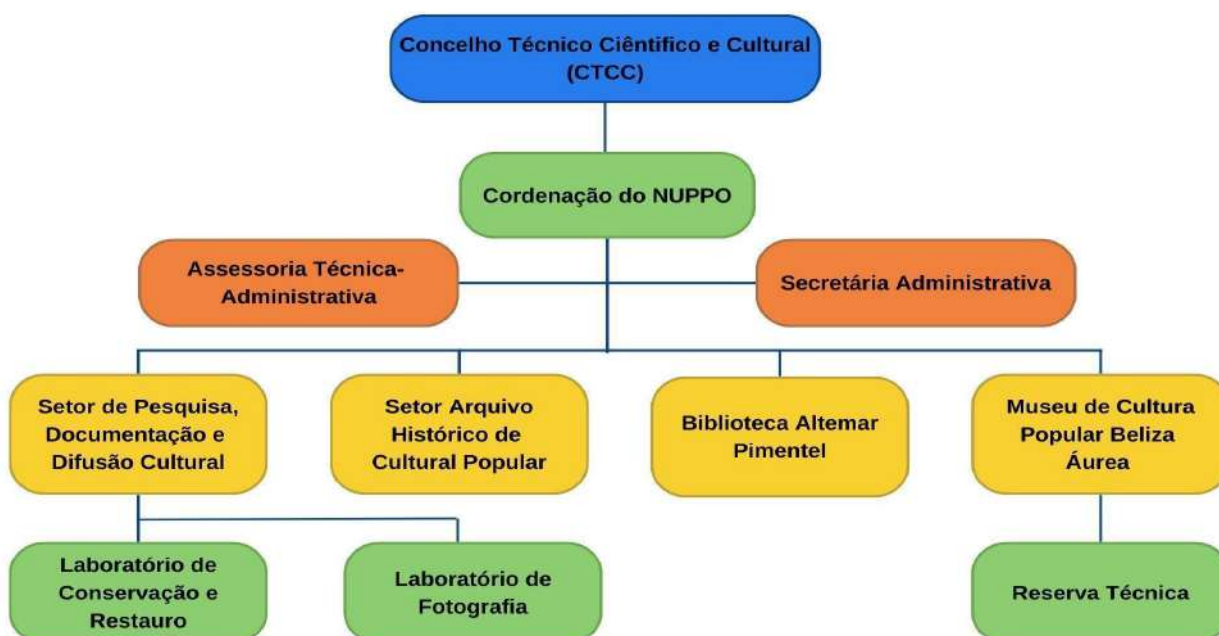 Concelho Técnico Ciêntifico e Cultural
(CTCC)
Cordenação do NUPPO
Assessoria Técnica-
Administrativa
Secretária Administrativa
Setor de Pesquisa,
Documentação e
Difusão Cultural
Setor Arquivo
Histórico de
Cultural Popular
Biblioteca Altemar
Pimentel
Museu de Cultura
Popular Beliza
Áurea
Laboratório de
Conservação e
Restauro
Laboratório de
Fotografia
Reserva Técnica